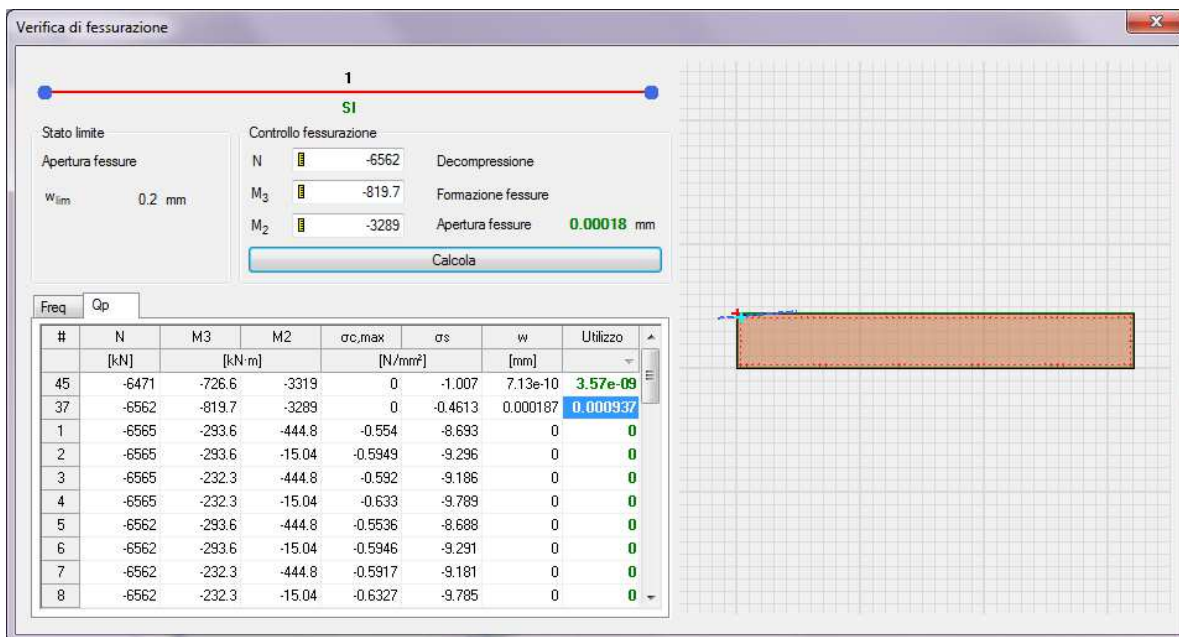 Verifica di fessurazione
x
1
SI
Stato limite
Apertura fessure
wlim 0.2 mm
Controllo fessurazione
N -6562 Decompressione
M3 -819.7 Formazione fessure
M2 -3289 Apertura fessure 0.00018 mm
Calcola
Freq Qp
# N M3 M2 σc,max σs w Utilizzo
[kN] [kN·m] [N/mm²] [mm]
45 -6471 -726.6 -3319 0 -1.007 7.13e-10 3.57e-09
37 -6562 -819.7 -3289 0 -0.4613 0.000187 0.000937
1 -6565 -293.6 -444.8 -0.554 -8.693 0 0
2 -6565 -293.6 -15.04 -0.5949 -9.296 0 0
3 -6565 -232.3 -444.8 -0.592 -9.186 0 0
4 -6565 -232.3 -15.04 -0.633 -9.789 0 0
5 -6562 -293.6 -444.8 -0.5536 -8.688 0 0
6 -6562 -293.6 -15.04 -0.5946 -9.291 0 0
7 -6562 -232.3 -444.8 -0.5917 -9.181 0 0
8 -6562 -232.3 -15.04 -0.6327 -9.785 0 0